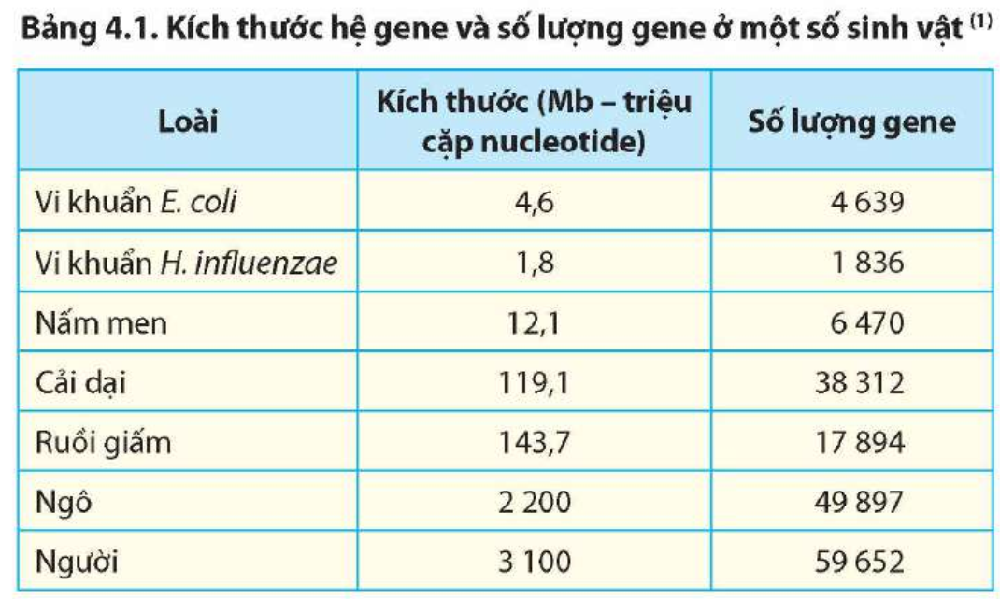 Bảng 4.1. Kích thước hệ gene và số lượng gene ở một số sinh vật (1)
Loài
Kích thước (Mb – triệu
cặp nucleotide)
Số lượng gene
Vi khuẩn E. coli 4,6 4 639
Vi khuẩn H. influenzae 1,8 1 836
Nấm men 12,1 6 470
Cải dại 119,1 38 312
Ruồi giấm 143,7 17 894
Ngô 2 200 49 897
Người 3 100 59 652